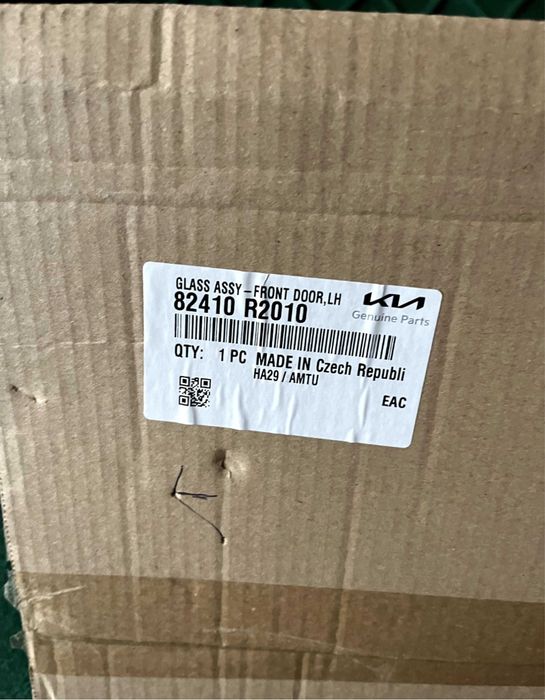 GLASS ASSY-FRONT DOOR,LH
82410 R2010
KIA
Genuine Parts
QTY: 1 PC MADE IN Czech Republi
HA29 / AMTU
EAC